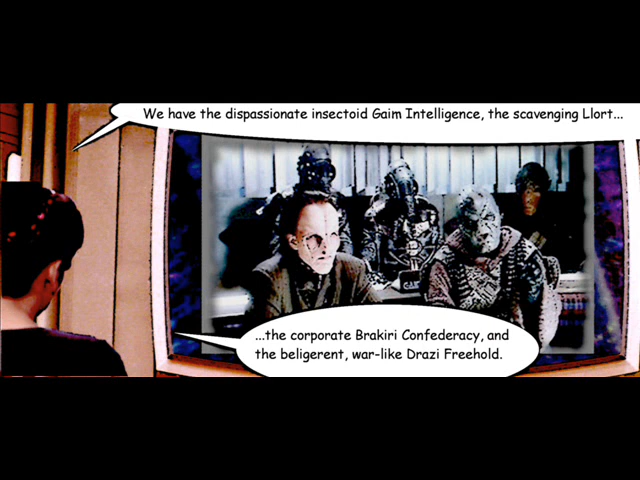 We have the dispassionate insectoid Gaim Intelligence, the scavenging Llort...
...the corporate Brakiri Confederacy, and
the beligerent, war-like Drazi Freehold.